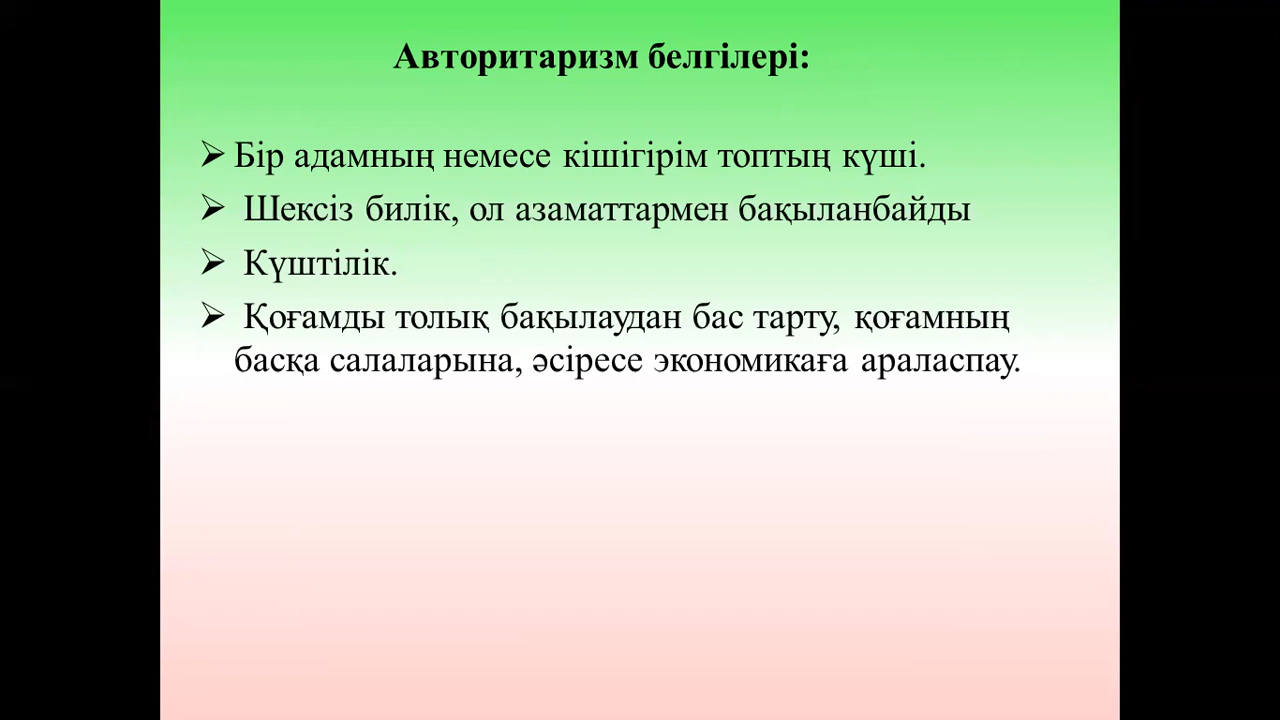 Авторитаризм белгілері:
Бір адамның немесе кішігірім топтың күші.
Шексіз билік, ол азаматтармен бақыланбайды
Күштілік.
Қоғамды толық бақылаудан бас тарту, қоғамның
басқа салаларына, әсіресе экономикаға араласпау.